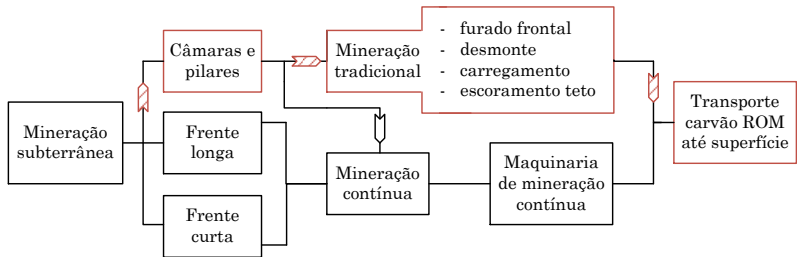 Mineração
subterrânea
Câmaras e
pilares
Frente
longa
Frente
curta
Mineração
tradicional
- furado frontal
- desmonte
- carregamento
- escoramento teto
Mineração
contínua
Maquinaria
de mineração
contínua
Transporte
carvão ROM
até superfície